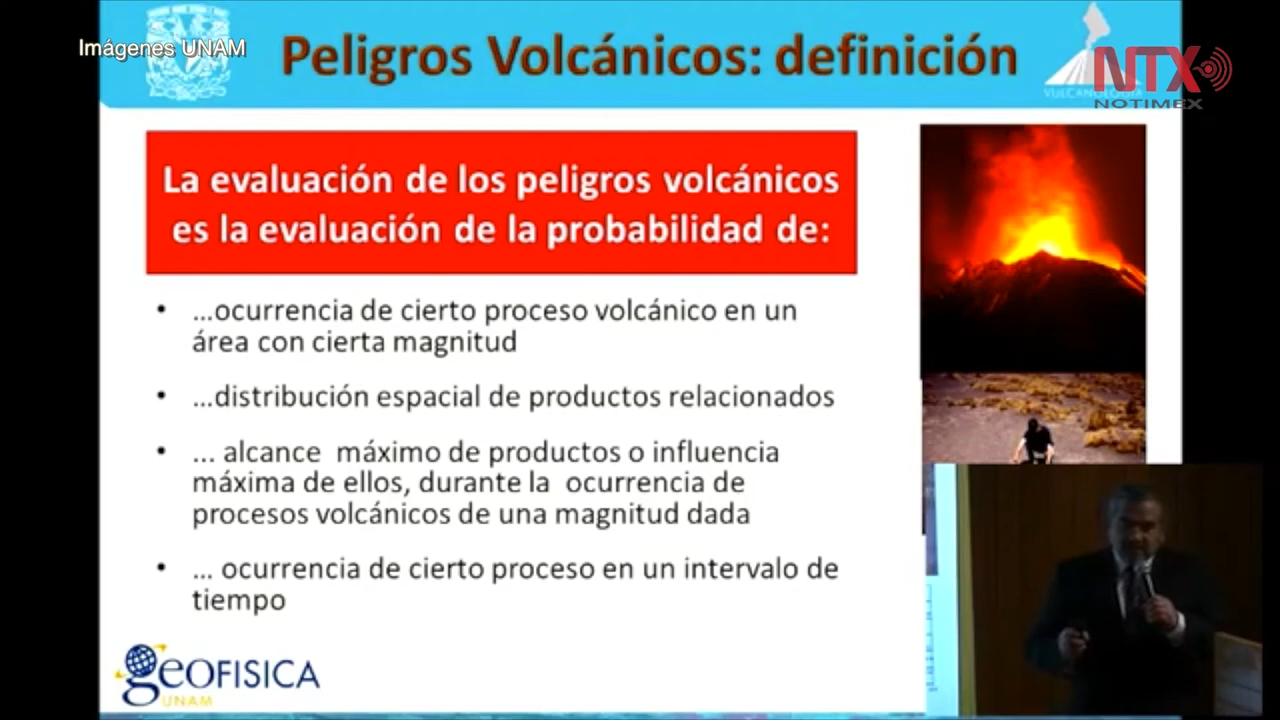 Imágenes UNAM
Peligros Volcánicos: definición
VULCANOLOGÍA
NTX
NOTIMEX
La evaluación de los peligros volcánicos
es la evaluación de la probabilidad de:
• ...ocurrencia de cierto proceso volcánico en un
área con cierta magnitud
• ...distribución espacial de productos relacionados
• ... alcance máximo de productos o influencia
máxima de ellos, durante la ocurrencia de
procesos volcánicos de una magnitud dada
• ... ocurrencia de cierto proceso en un intervalo de
tiempo
GEOFISICA
UNAM